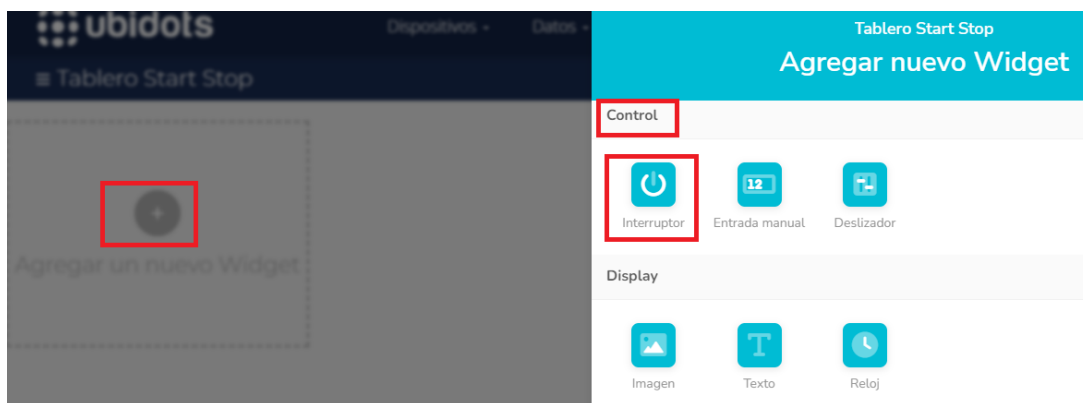 ubidots
Dispositivos
Datos
Tablero Start Stop
Agregar un nuevo Widget
Tablero Start Stop
Agregar nuevo Widget
Control
12
Interruptor
Entrada manual
Deslizador
Display
T
Imagen
Texto
Reloj